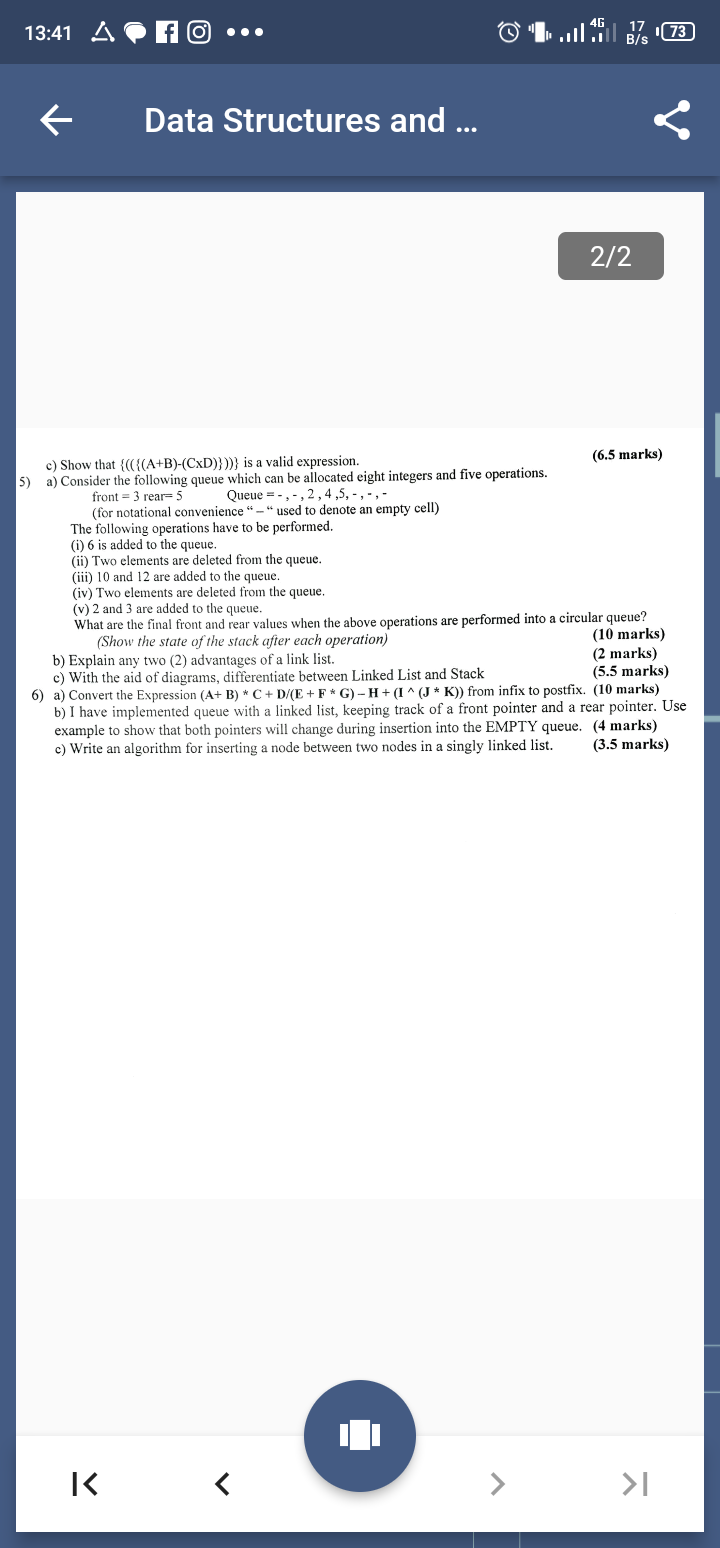 13:41 ••• 4G 17 B/s 73
Data Structures and ...
2/2
c) Show that {(({(A+B)-(CxD)}))} is a valid expression. (6.5 marks)
5) a) Consider the following queue which can be allocated eight integers and five operations.
front = 3 rear= 5 Queue = - , - , 2 , 4 ,5, - , - , -
(for notational convenience “ – “ used to denote an empty cell)
The following operations have to be performed.
(i) 6 is added to the queue.
(ii) Two elements are deleted from the queue.
(iii) 10 and 12 are added to the queue.
(iv) Two elements are deleted from the queue.
(v) 2 and 3 are added to the queue.
What are the final front and rear values when the above operations are performed into a circular queue?
(Show the state of the stack after each operation) (10 marks)
b) Explain any two (2) advantages of a link list. (2 marks)
c) With the aid of diagrams, differentiate between Linked List and Stack (5.5 marks)
6) a) Convert the Expression (A+ B) * C + D/(E + F * G) – H + (I ^ (J * K)) from infix to postfix. (10 marks)
b) I have implemented queue with a linked list, keeping track of a front pointer and a rear pointer. Use
example to show that both pointers will change during insertion into the EMPTY queue. (4 marks)
c) Write an algorithm for inserting a node between two nodes in a singly linked list. (3.5 marks)